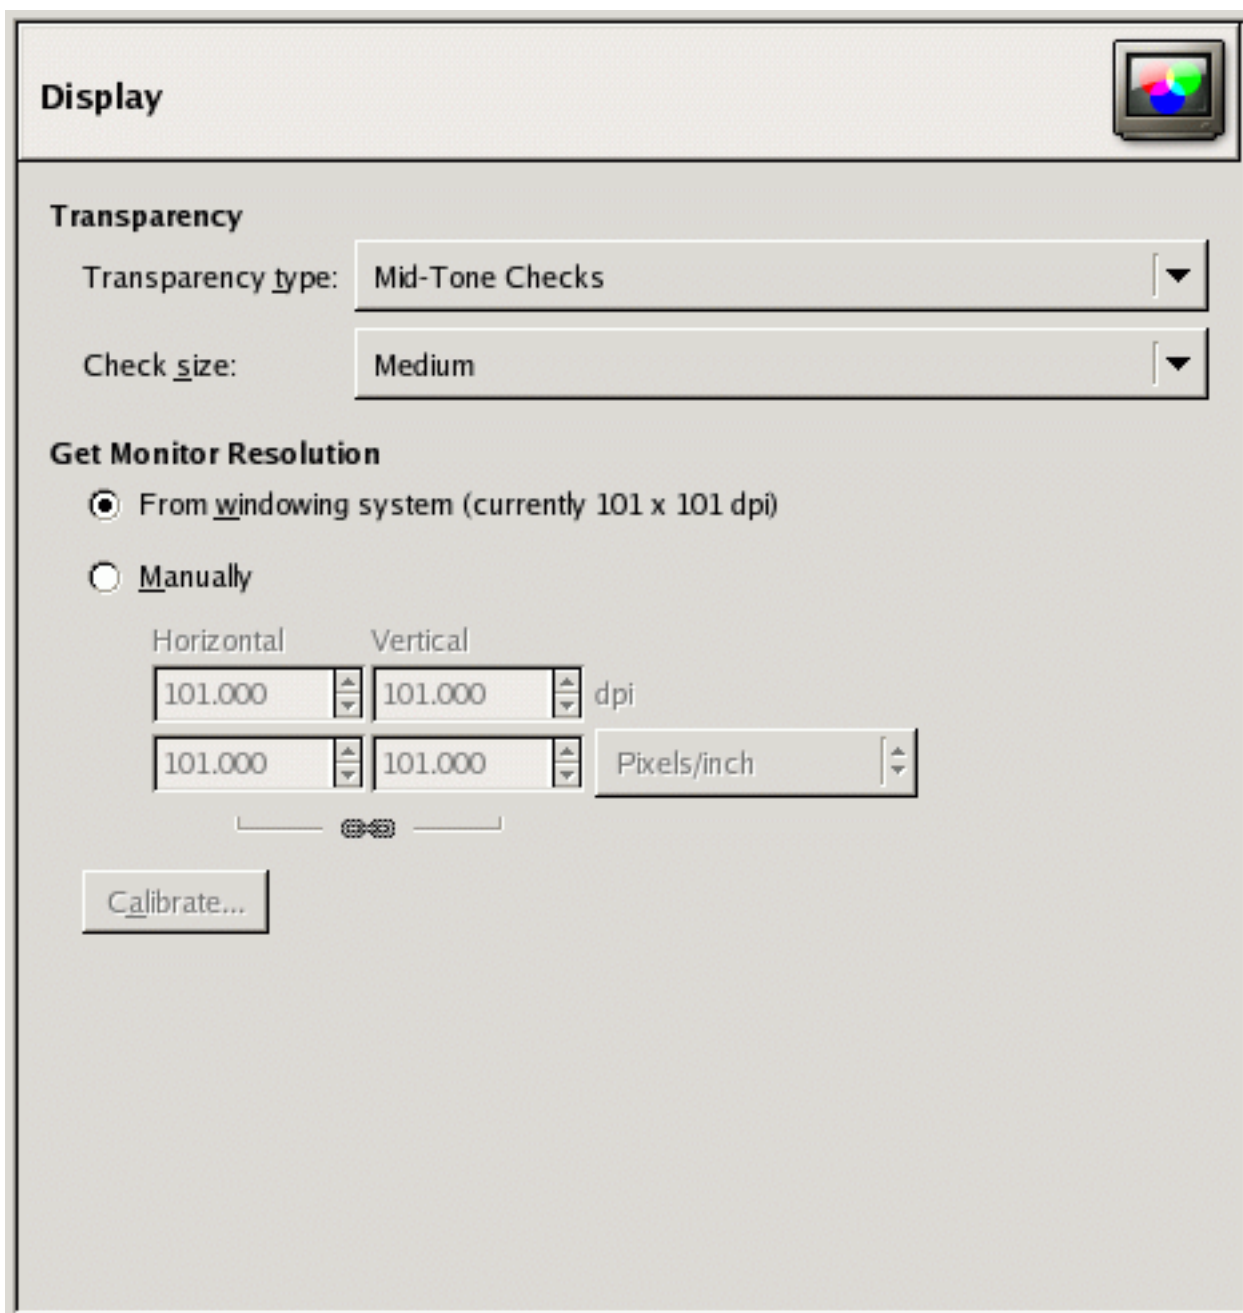 Display
Transparency
Transparency type: Mid-Tone Checks
Check size: Medium
Get Monitor Resolution
From windowing system (currently 101 x 101 dpi)
Manually
Horizontal Vertical
101.000 101.000 dpi
101.000 101.000 Pixels/inch
Calibrate...